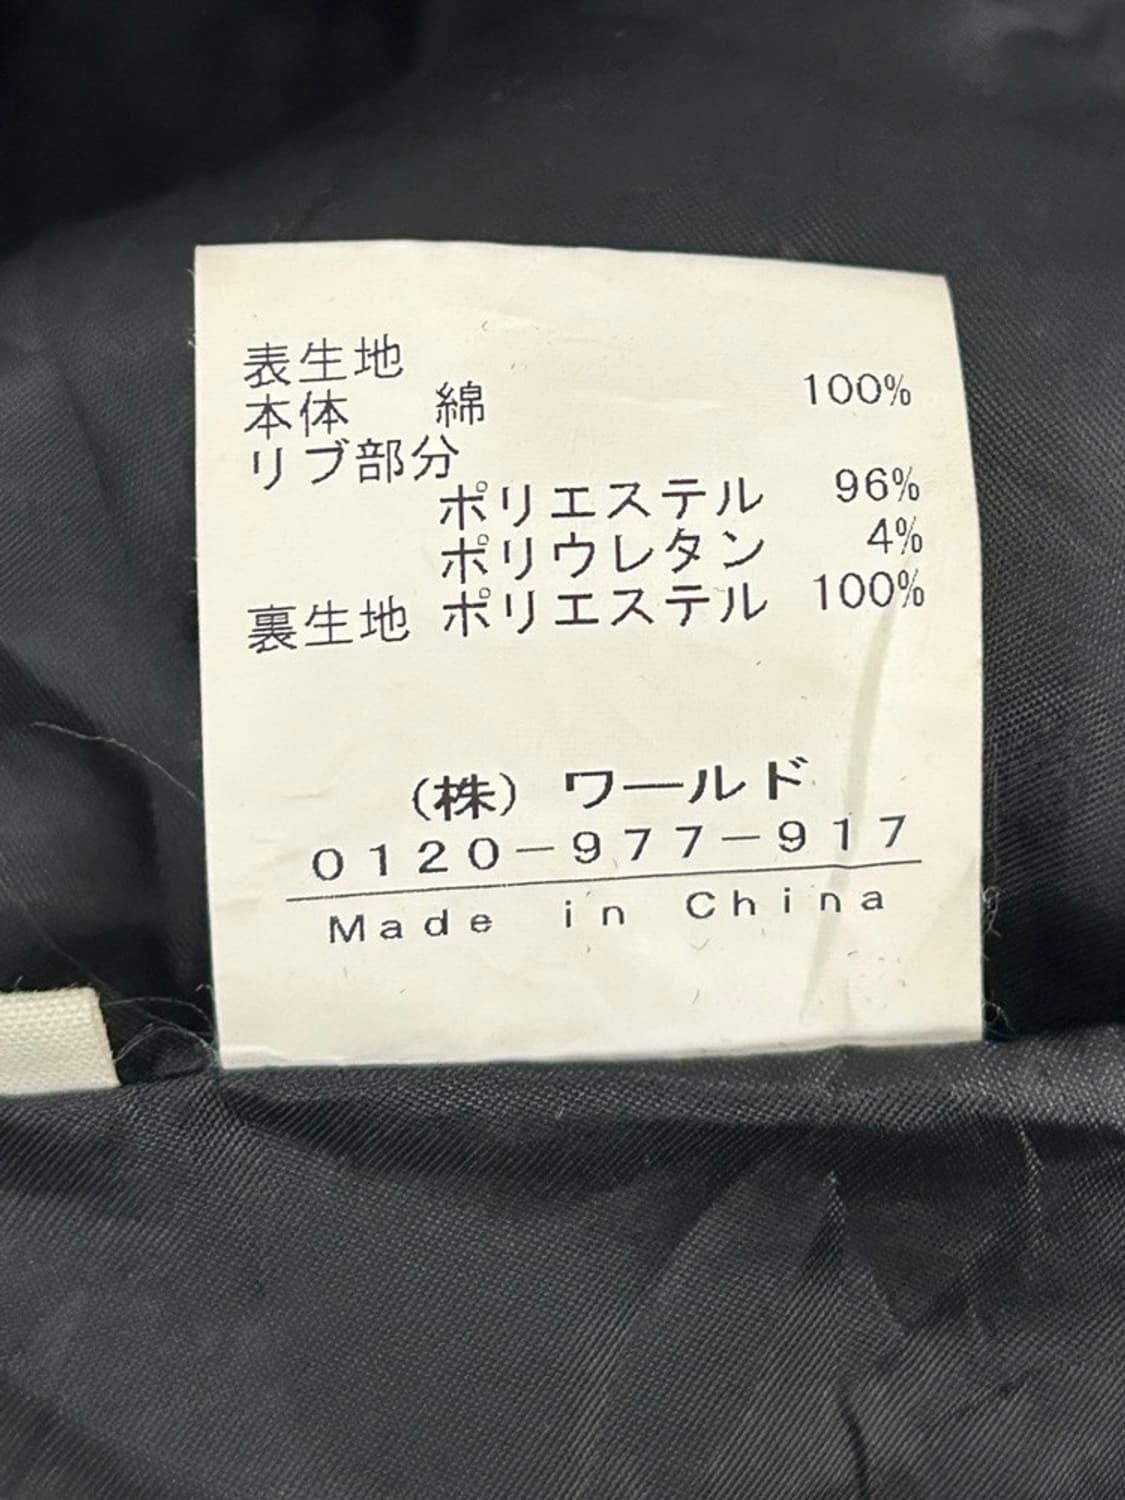 表生地
本体 綿 100%
リブ部分
ポリエステル 96%
ポリウレタン 4%
裏生地 ポリエステル 100%
(株) ワールド
0120-977-917
Made in China